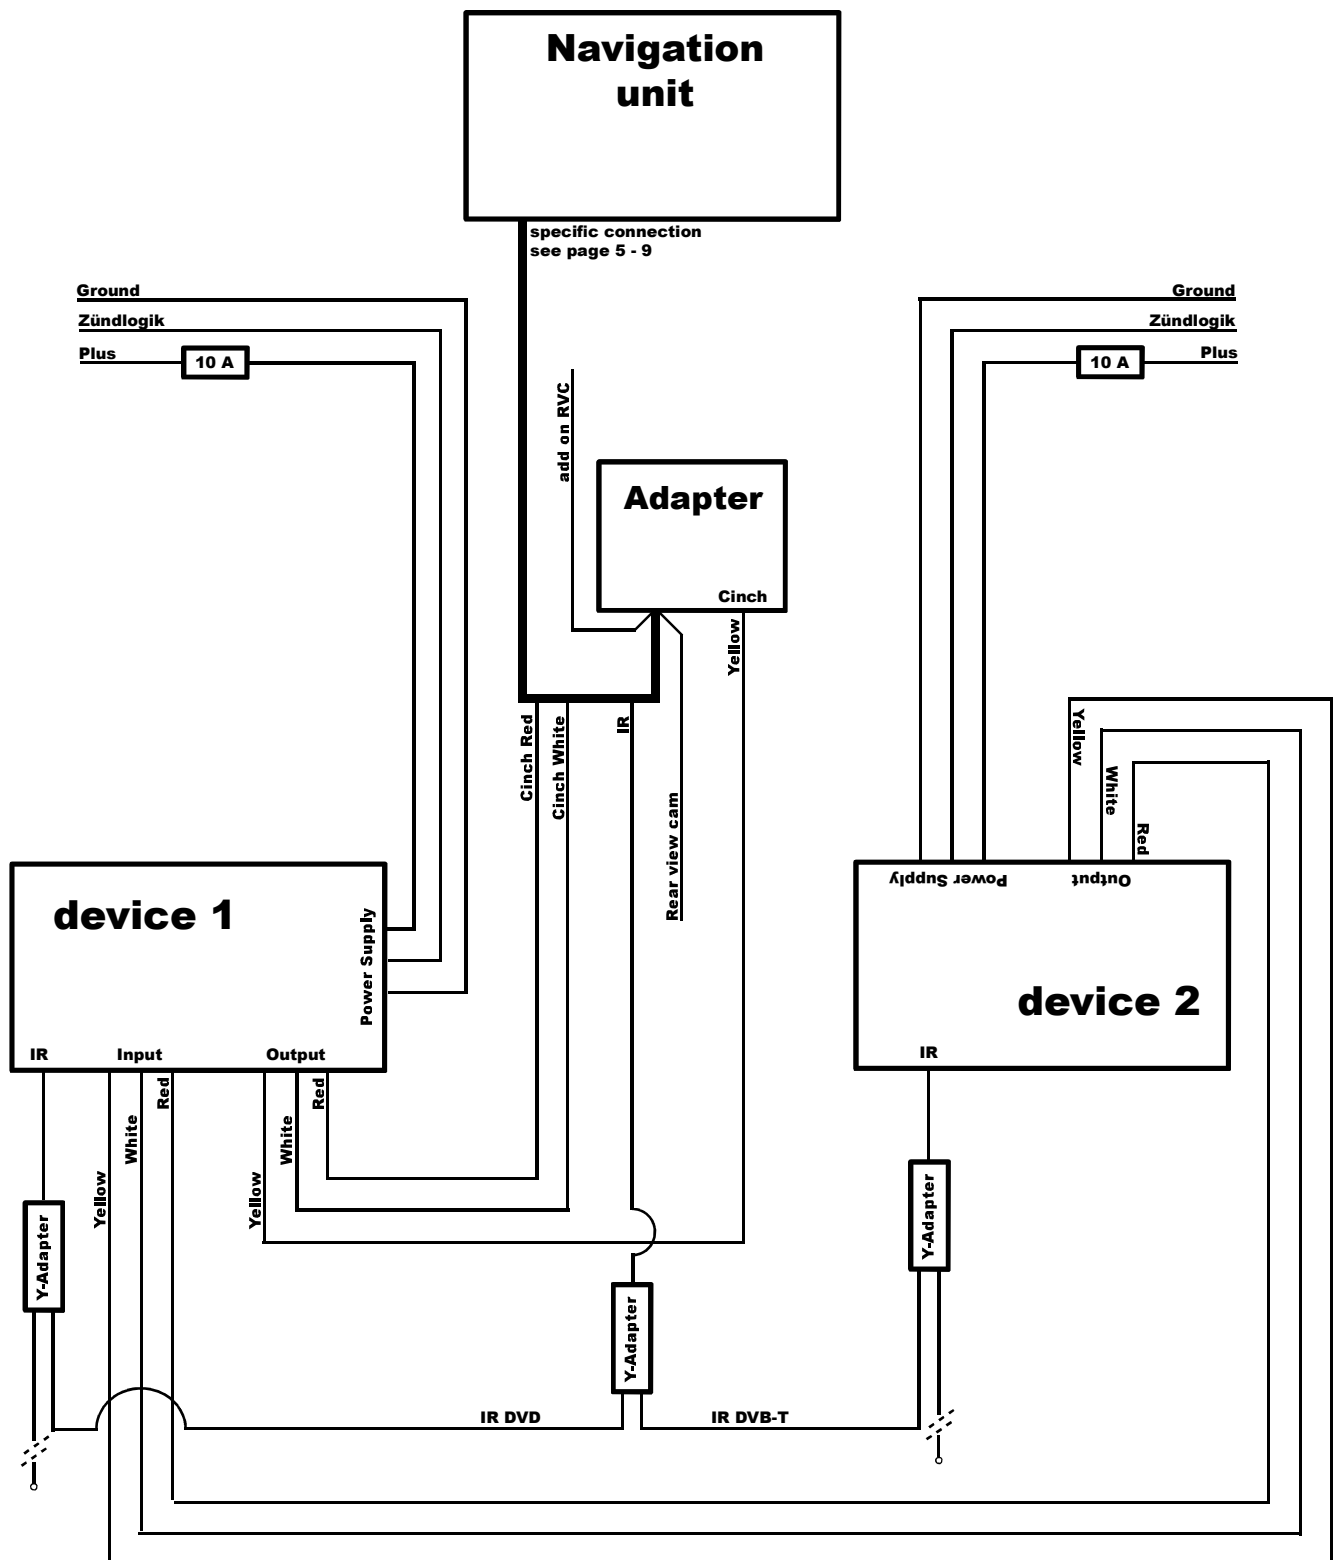 Navigation
unit
specific connection
see page 5 - 9
Ground
Zündlogik
Plus
10 A
Ground
Zündlogik
Plus
10 A
add on RVC
Adapter
Cinch
Yellow
Cinch Red
Cinch White
IR
Rear view cam
Yellow
White
Red
device 1
Power Supply
IR
Input
Output
Power Supply
Output
device 2
IR
Red
White
Yellow
Red
White
Yellow
Y-Adapter
Y-Adapter
Y-Adapter
IR DVD
IR DVB-T